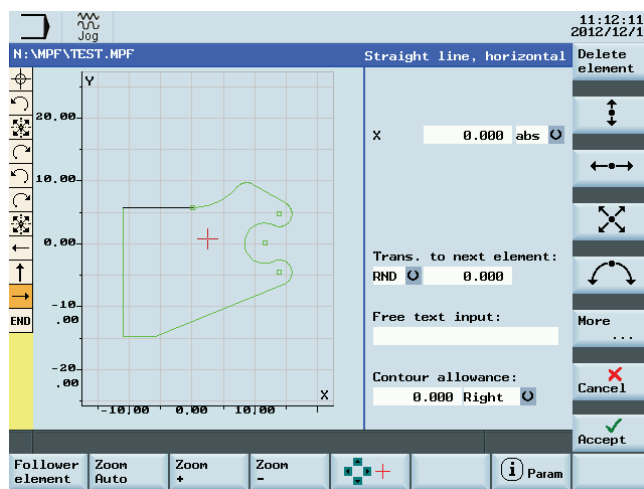 Jog
11:12:11
2012/12/1
N:\MPF\TEST.MPF
Straight line, horizontal
Delete
element
Y
20.00
X 0.000 abs
10.00
0.00
Trans. to next element:
RND 0.000
-10
.00
END
Free text input:
More
...
-20
.00
Contour allowance:
0.000 Right
X
Cancel
-10.00 0.00 10.00
Accept
Follower
element
Zoom
Auto
Zoom
+
Zoom
-
i Param